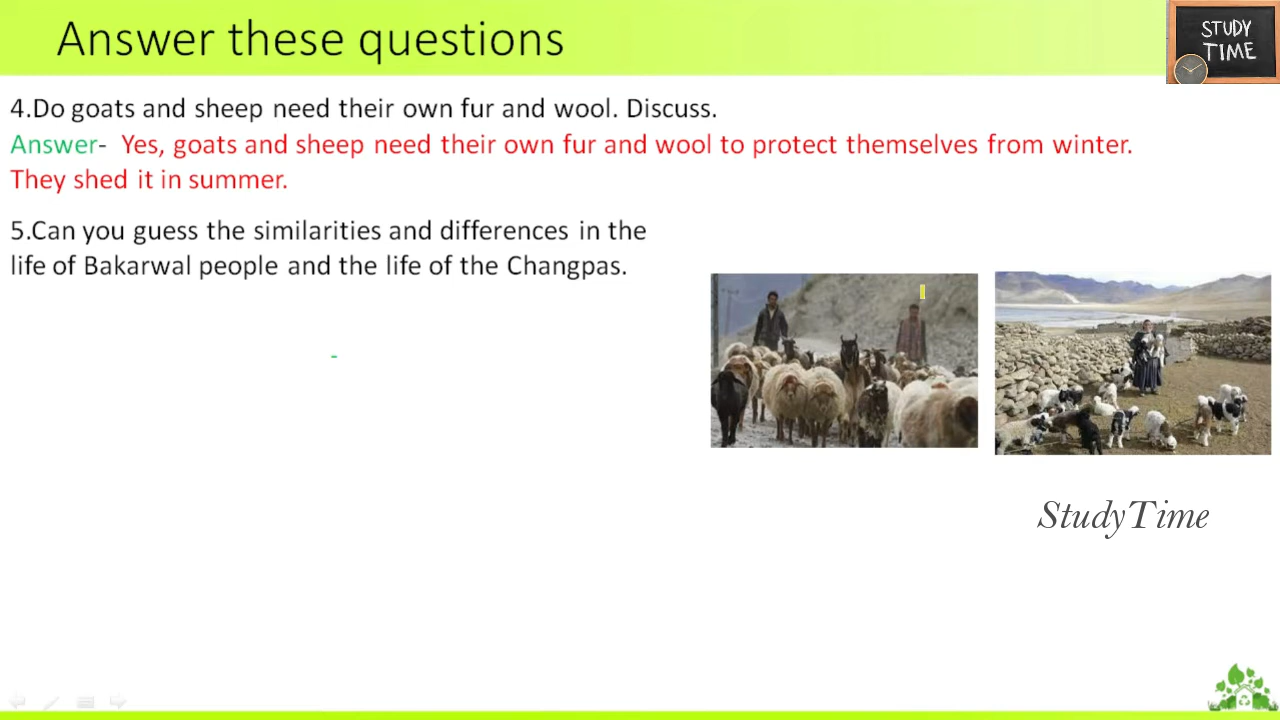 Answer these questions
STUDY
TIME
4.Do goats and sheep need their own fur and wool. Discuss.
Answer- Yes, goats and sheep need their own fur and wool to protect themselves from winter.
They shed it in summer.
5.Can you guess the similarities and differences in the
life of Bakarwal people and the life of the Changpas.
-
StudyTime